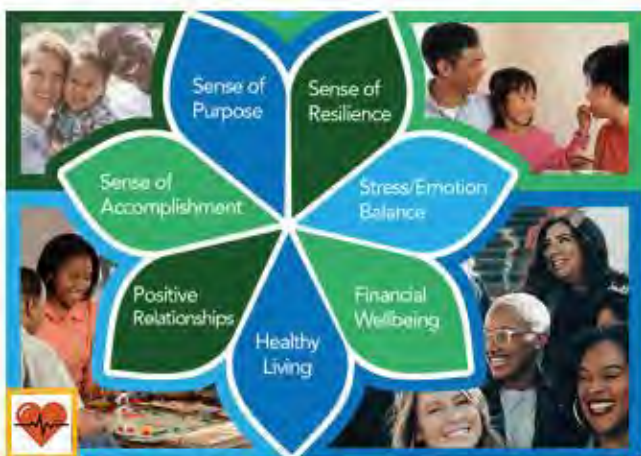 Sense of
Purpose
Sense of
Resilience
Sense of
Accomplishment
Stress/Emotion
Balance
Positive
Relationships
Financial
Wellbeing
Healthy
Living